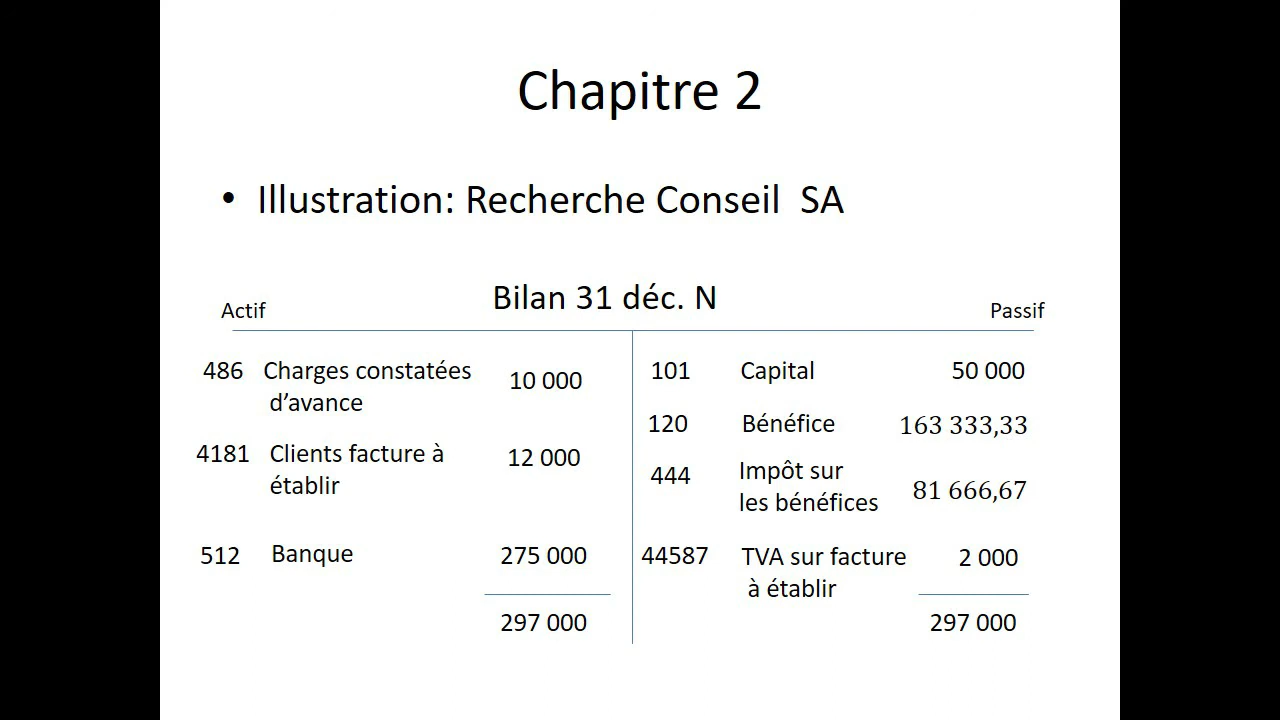 Chapitre 2
• Illustration: Recherche Conseil SA
Bilan 31 déc. N
Actif
Passif
486 Charges constatées d’avance 10 000
4181 Clients facture à établir 12 000
512 Banque 275 000
297 000
101 Capital 50 000
120 Bénéfice 163 333,33
444 Impôt sur les bénéfices 81 666,67
44587 TVA sur facture à établir 2 000
297 000